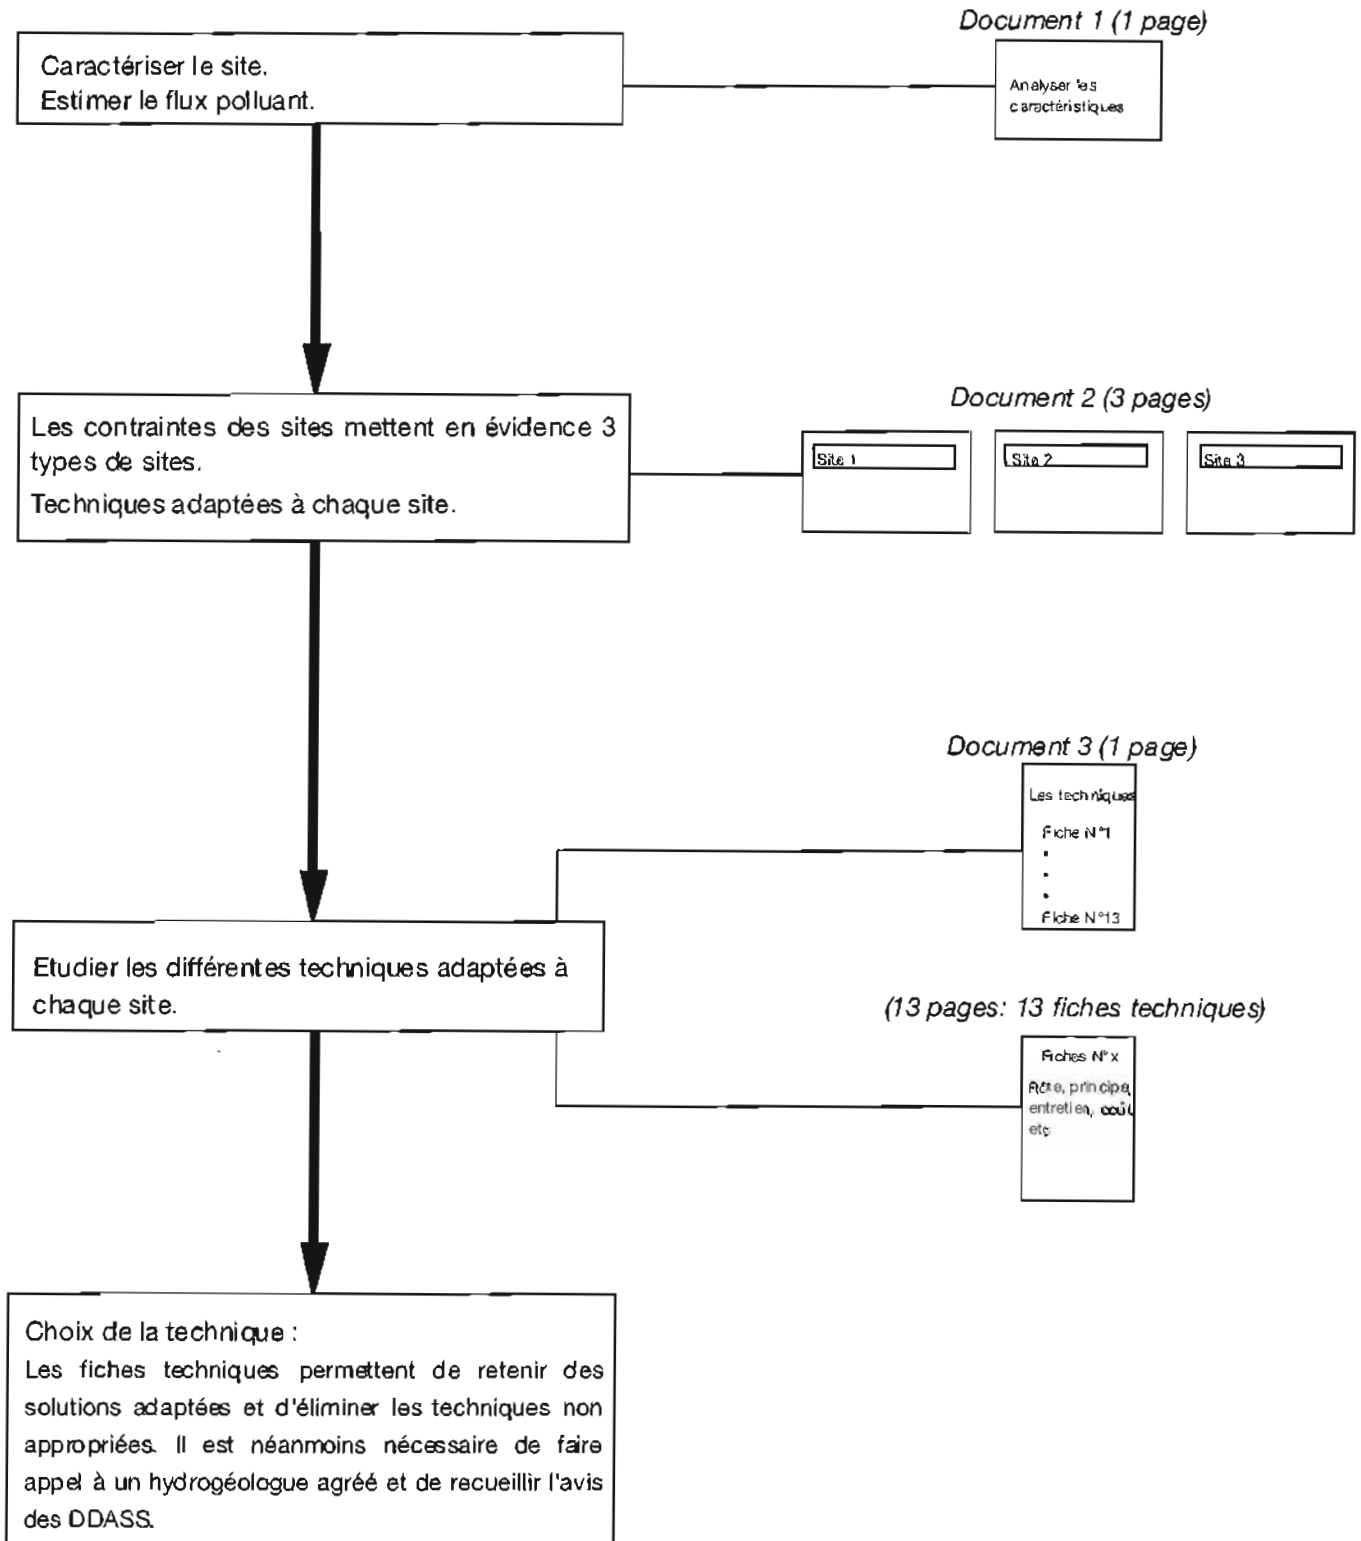 Document 1 (1 page)
Caractériser le site.
Estimer le flux polluant.
Analyser les
caractéristiques
Document 2 (3 pages)
Les contraintes des sites mettent en évidence 3
types de sites.
Techniques adaptées à chaque site.
Site 1
Site 2
Site 3
Document 3 (1 page)
Les techniques
Fiche N°1
Fiche N°13
Etudier les différentes techniques adaptées à
chaque site.
(13 pages: 13 fiches techniques)
Fiches N°x
Rôle, principe,
entretien, coût
etc
Choix de la technique :
Les fiches techniques permettent de retenir des
solutions adaptées et d'éliminer les techniques non
appropriées. Il est néanmoins nécessaire de faire
appel à un hydrogéologue agréé et de recueillir l'avis
des DDASS.